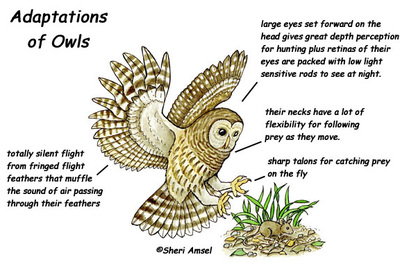 Adaptations
of Owls
large eyes set forward on the
head gives great depth perception
for hunting plus retinas of their
eyes are packed with low light
sensitive rods to see at night.
their necks have a lot of
flexibility for following
prey as they move.
sharp talons for catching prey
on the fly
totally silent flight
from fringed flight
feathers that muffle
the sound of air passing
through their feathers
©Sheri Amsel